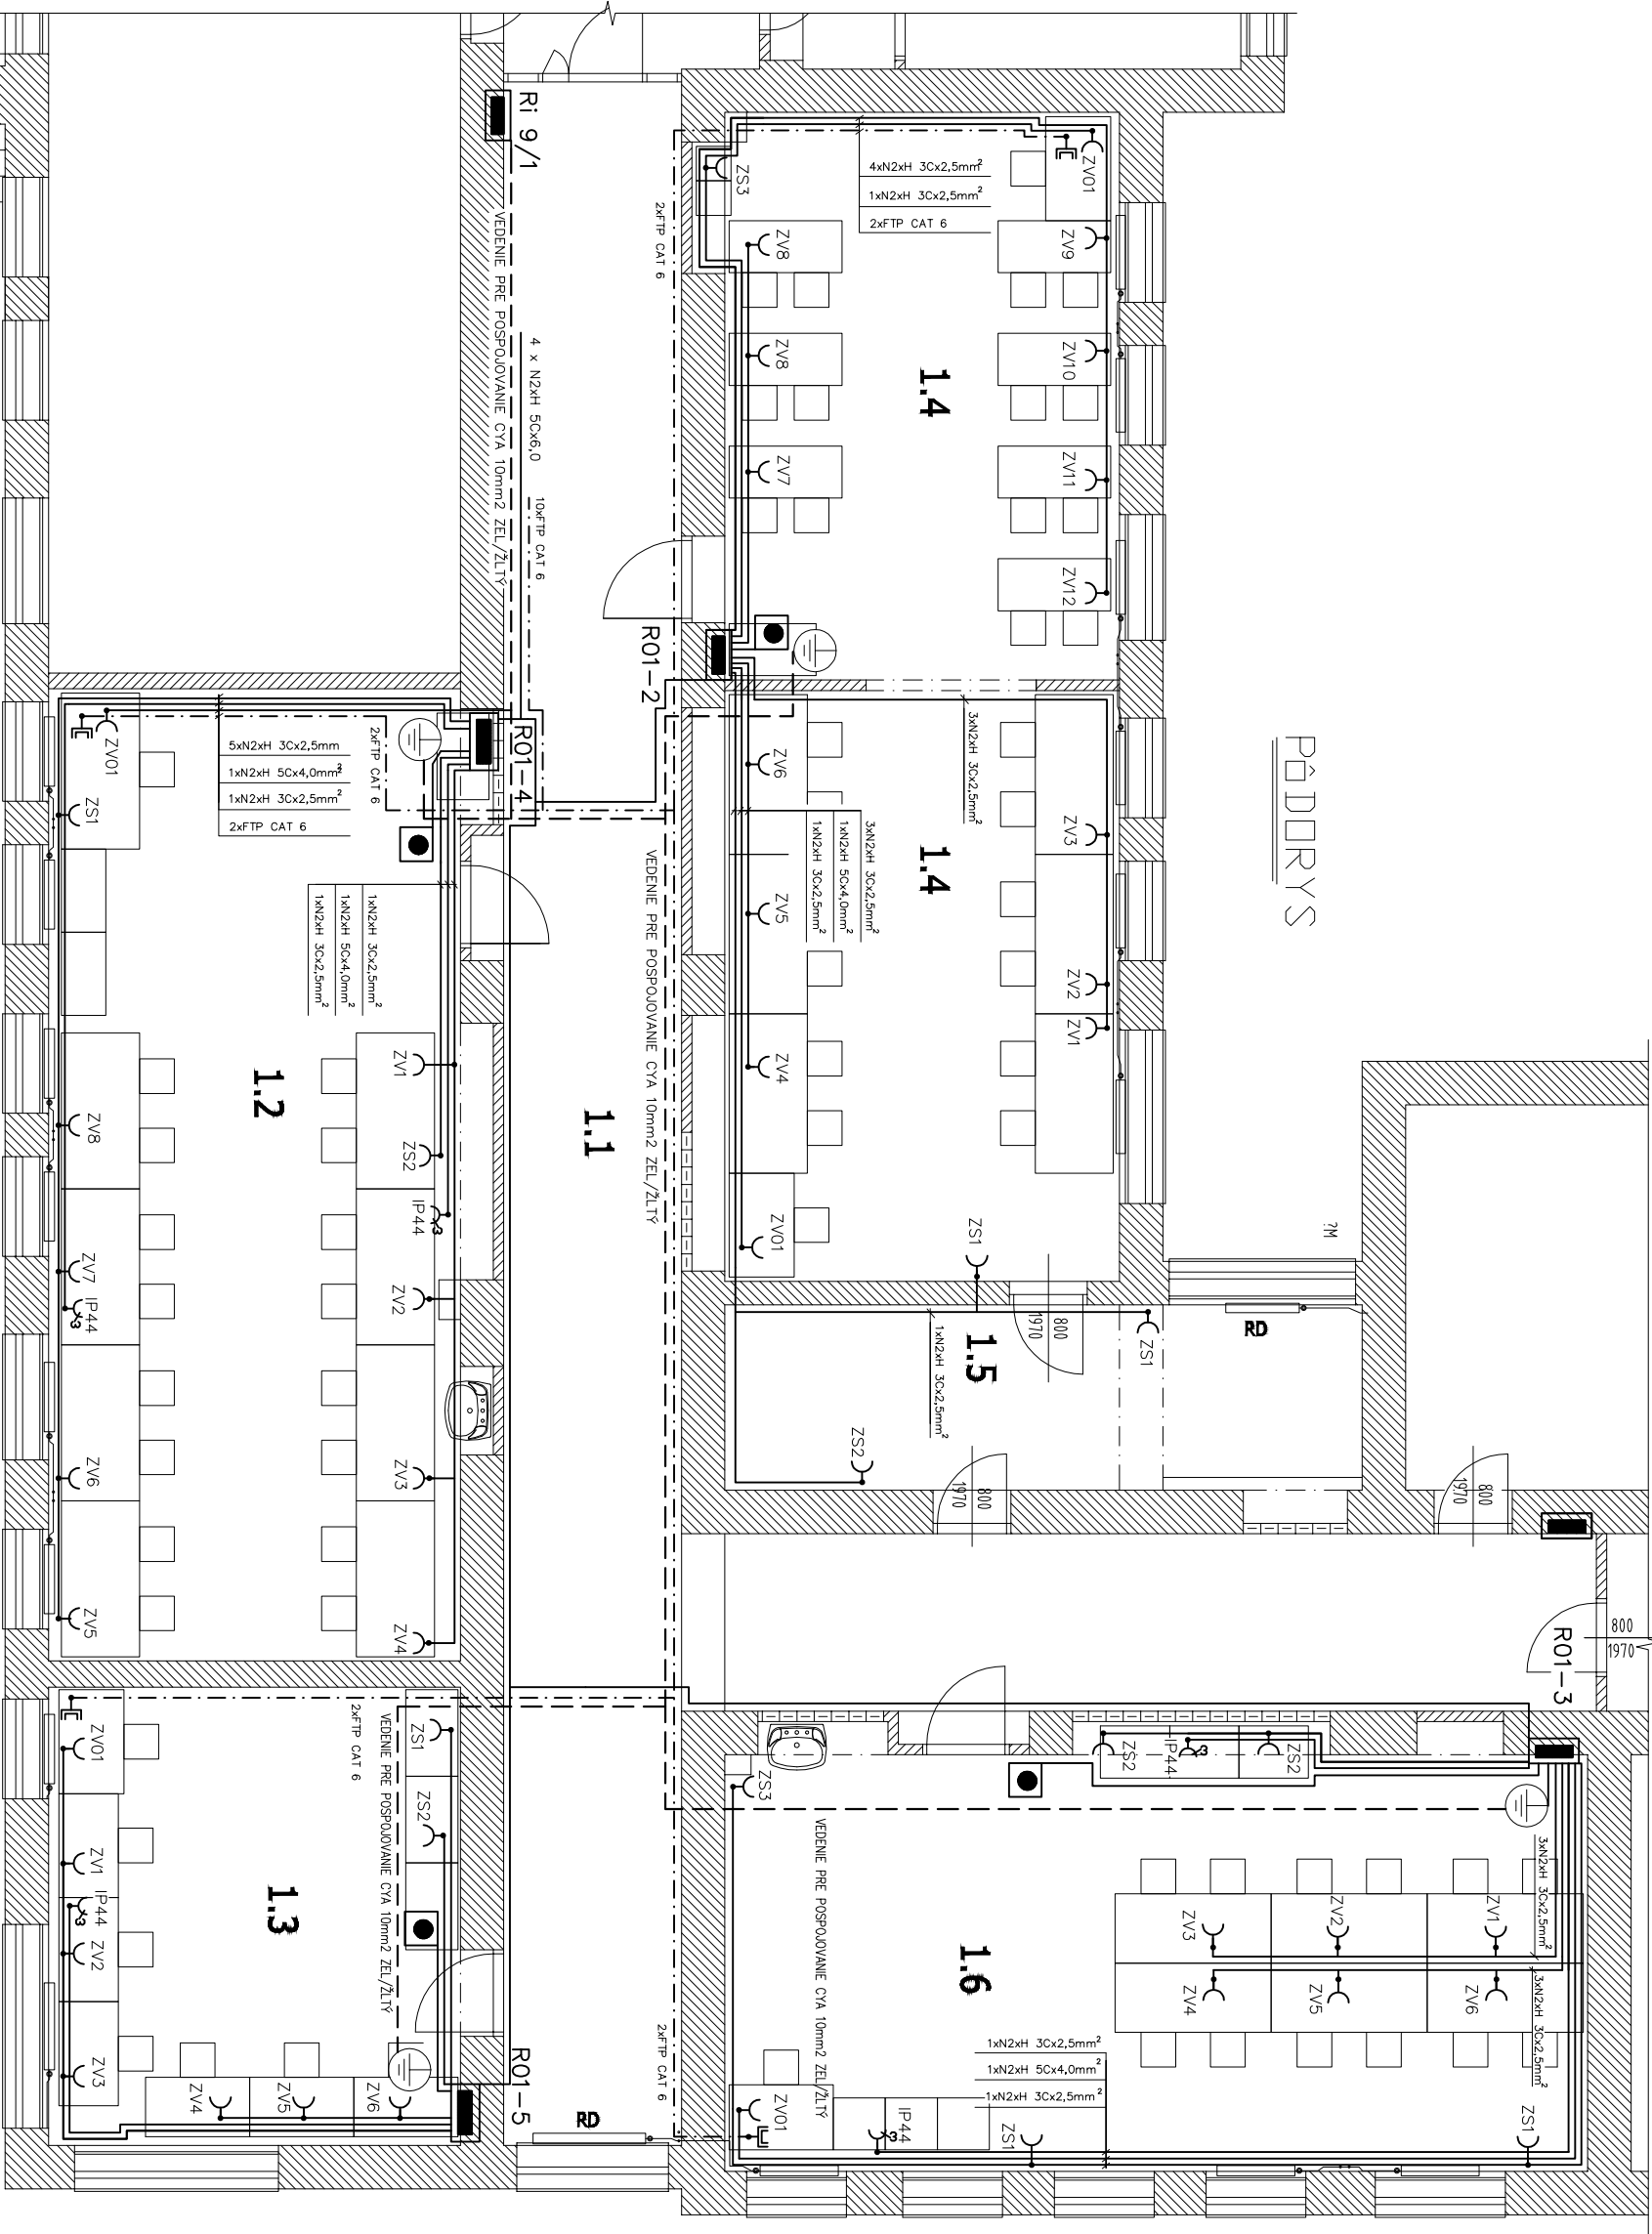 PÔDORYS
?M
Ri 9/1
VEDENIE PRE POSPOJOVANIE CYA 10mm2 ZEL/ŽLTÝ
4 x N2xH 5Cx6,0
10xFTP CAT 6
2xFTP CAT 6
ZS3
4xN2xH 3Cx2,5mm²
1xN2xH 3Cx2,5mm²
2xFTP CAT 6
ZV01
ZV9
ZV10
ZV11
ZV12
ZV8
ZV8
ZV7
1.4
R01-2
3xN2xH 3Cx2,5mm²
ZV6
ZV5
ZV4
ZV01
3xN2xH 3Cx2,5mm²
1xN2xH 5Cx4,0mm²
1xN2xH 3Cx2,5mm²
1.4
ZV3
ZV2
ZV1
ZS1
800
1970
ZS1
RD
1.5
1xN2xH 3Cx2,5mm²
ZS2
800
1970
800
1970
800
1970
R01-3
R01-4
2xFTP CAT 6
5xN2xH 3Cx2,5mm
1xN2xH 5Cx4,0mm²
1xN2xH 3Cx2,5mm²
2xFTP CAT 6
ZV01
ZS1
1xN2xH 3Cx2,5mm²
1xN2xH 5Cx4,0mm²
1xN2xH 3Cx2,5mm²
VEDENIE PRE POSPOJOVANIE CYA 10mm2 ZEL/ŽLTÝ
1.1
1.2
ZV1
ZS2
IP44
3
ZV2
ZV3
ZV4
ZV8
ZV7
IP44
3
ZV6
ZV5
2xFTP CAT 6
VEDENIE PRE POSPOJOVANIE CYA 10mm2 ZEL/ŽLTÝ
ZS1
ZS2
ZV01
ZV1
IP44
3
ZV2
ZV3
1.3
ZV4
ZV5
ZV6
R01-5
RD
2xFTP CAT 6
ZS3
ZS2
IP44
3
ZS2
VEDENIE PRE POSPOJOVANIE CYA 10mm2 ZEL/ŽLTÝ
3xN2xH 3Cx2,5mm²
3xN2xH 3Cx2,5mm²
ZV1
ZV2
ZV3
ZV4
ZV5
ZV6
1.6
1xN2xH 3Cx2,5mm²
1xN2xH 5Cx4,0mm²
1xN2xH 3Cx2,5mm²
ZV01
IP44
3
ZS1
ZS1